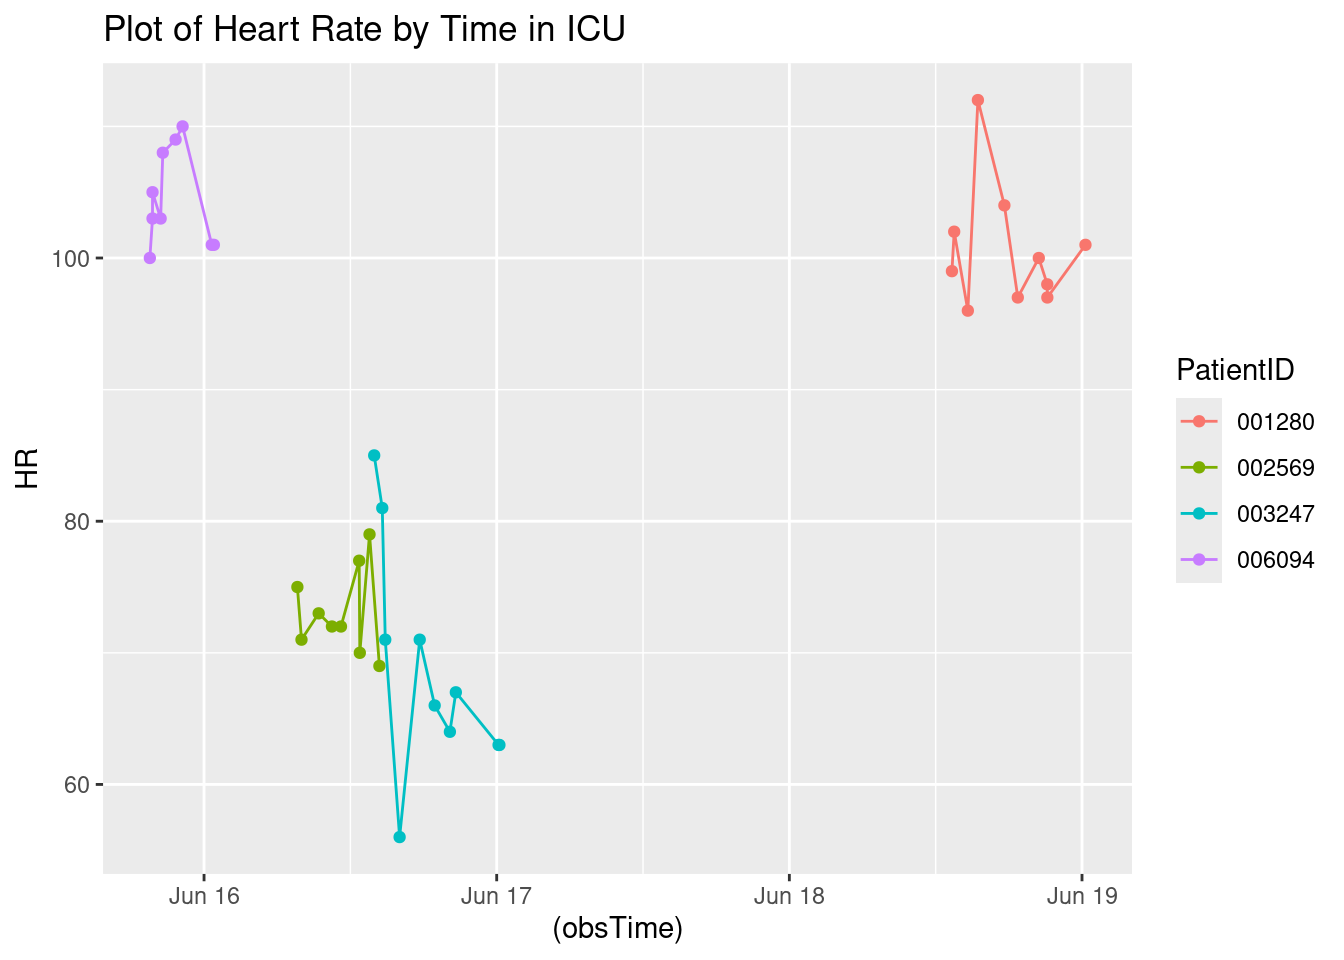 Plot of Heart Rate by Time in ICU
HR
100
80
60
Jun 16
Jun 17
Jun 18
Jun 19
(obsTime)
PatientID
001280
002569
003247
006094